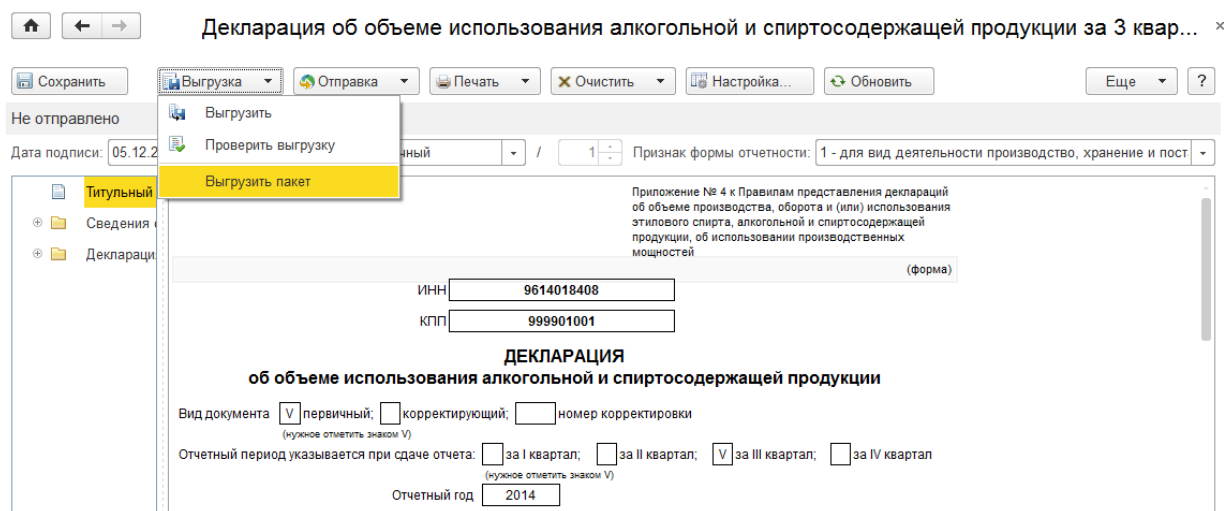 Декларация об объеме использования алкогольной и спиртосодержащей продукции за 3 квар... ×
Сохранить Выгрузка Отправка Печать Очистить Настройка... Обновить Еще ?
Не отправлено
Выгрузить
Проверить выгрузку
Выгрузить пакет
Дата подписи: 05.12.2 чный / 1 Признак формы отчетности: 1 - для вид деятельности производство, хранение и пост
Титульный
Сведения
Деклараци
Приложение № 4 к Правилам представления деклараций
об объеме производства, оборота и (или) использования
этилового спирта, алкогольной и спиртосодержащей
продукции, об использовании производственных
мощностей
(форма)
ИНН 9614018408
КПП 999901001
ДЕКЛАРАЦИЯ
об объеме использования алкогольной и спиртосодержащей продукции
Вид документа V первичный; корректирующий; номер корректировки
(нужное отметить знаком V)
Отчетный период указывается при сдаче отчета: за I квартал; за II квартал; V за III квартал; за IV квартал
(нужное отметить знаком V)
Отчетный год 2014